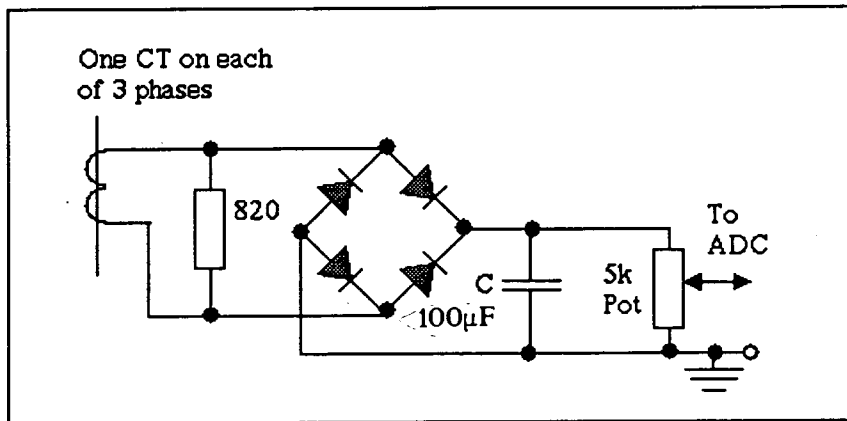 One CT on each
of 3 phases
820
To
ADC
C
5k
Pot
100μF